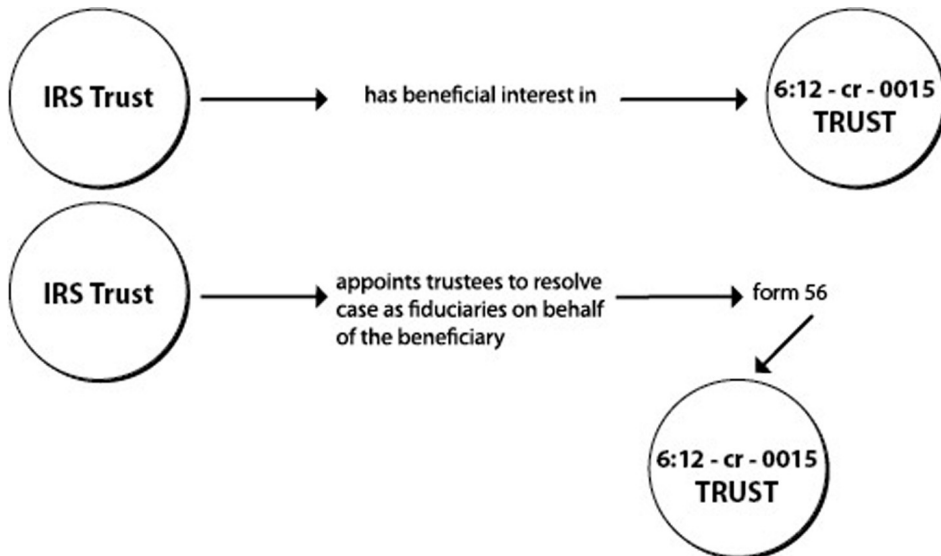 IRS Trust
has beneficial interest in
6:12 - cr - 0015
TRUST
IRS Trust
appoints trustees to resolve
case as fiduciaries on behalf
of the beneficiary
form 56
6:12 - cr - 0015
TRUST